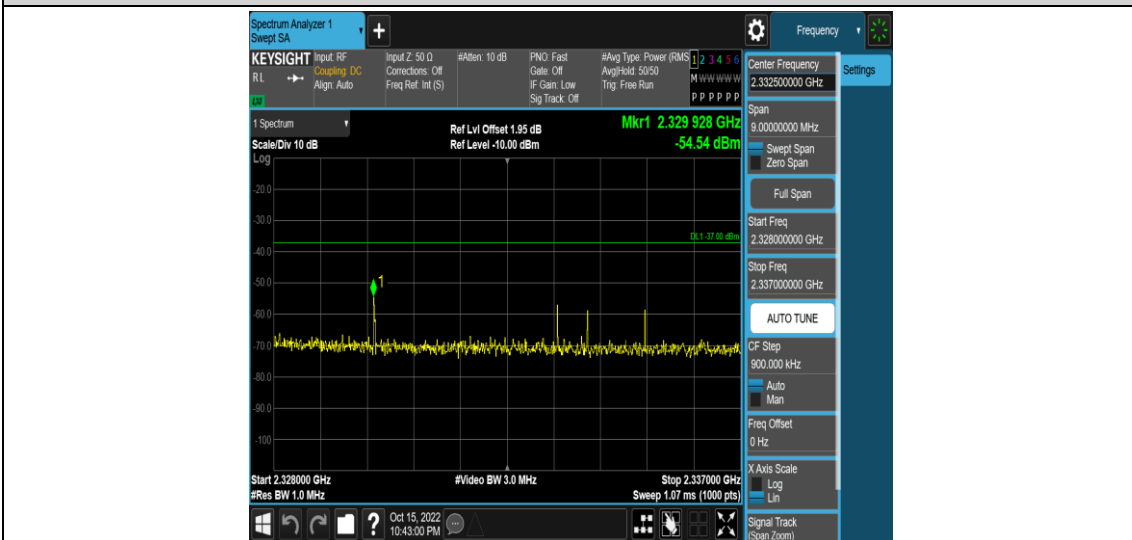 Spectrum Analyzer 1
Swept SA
Frequency
KEYSIGHT
RL
LXI
Input: RF
Coupling: DC
Align: Auto
Input Z: 50 Ω
Corrections: Off
Freq Ref: Int (S)
#Atten: 10 dB
PNO: Fast
Gate: Off
IF Gain: Low
Sig Track: Off
#Avg Type: Power (RMS
Avg|Hold: 50/50
Trig: Free Run
1 2 3 4 5 6
M W W W W W
P P P P P P
1 Spectrum
Scale/Div 10 dB
Log
Ref Lvl Offset 1.95 dB
Ref Level -10.00 dBm
Mkr1 2.329 928 GHz
-54.54 dBm
-20.0
-30.0
DL1 -37.00 dBm
-40.0
-50.0
1
-60.0
-70.0
-80.0
-90.0
-100
Start 2.328000 GHz
#Res BW 1.0 MHz
#Video BW 3.0 MHz
Stop 2.337000 GHz
Sweep 1.07 ms (1000 pts)
Oct 15, 2022
10:43:00 PM
Center Frequency
2.332500000 GHz
Settings
Span
9.00000000 MHz
Swept Span
Zero Span
Full Span
Start Freq
2.328000000 GHz
Stop Freq
2.337000000 GHz
AUTO TUNE
CF Step
900.000 kHz
Auto
Man
Freq Offset
0 Hz
X Axis Scale
Log
Lin
Signal Track
(Span Zoom)